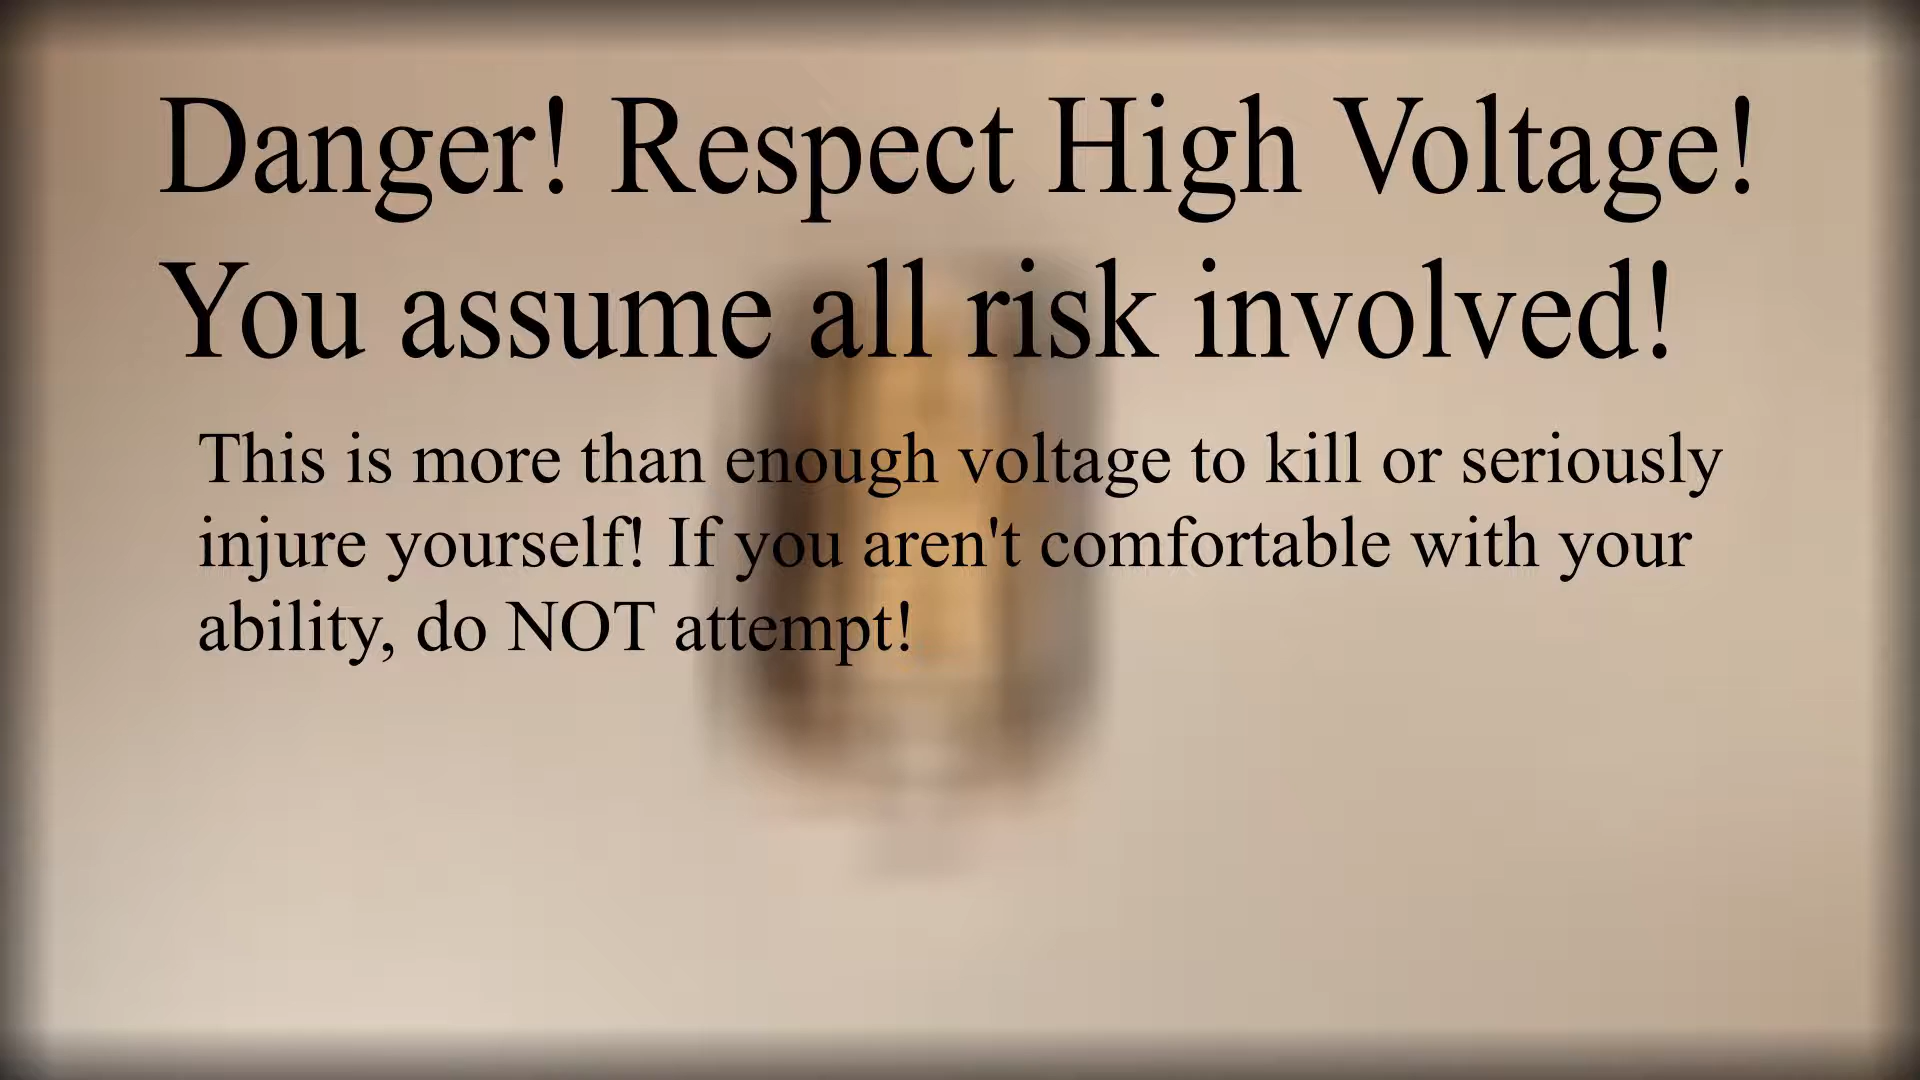 Danger! Respect High Voltage!
You assume all risk involved!
This is more than enough voltage to kill or seriously
injure yourself! If you aren't comfortable with your
ability, do NOT attempt!